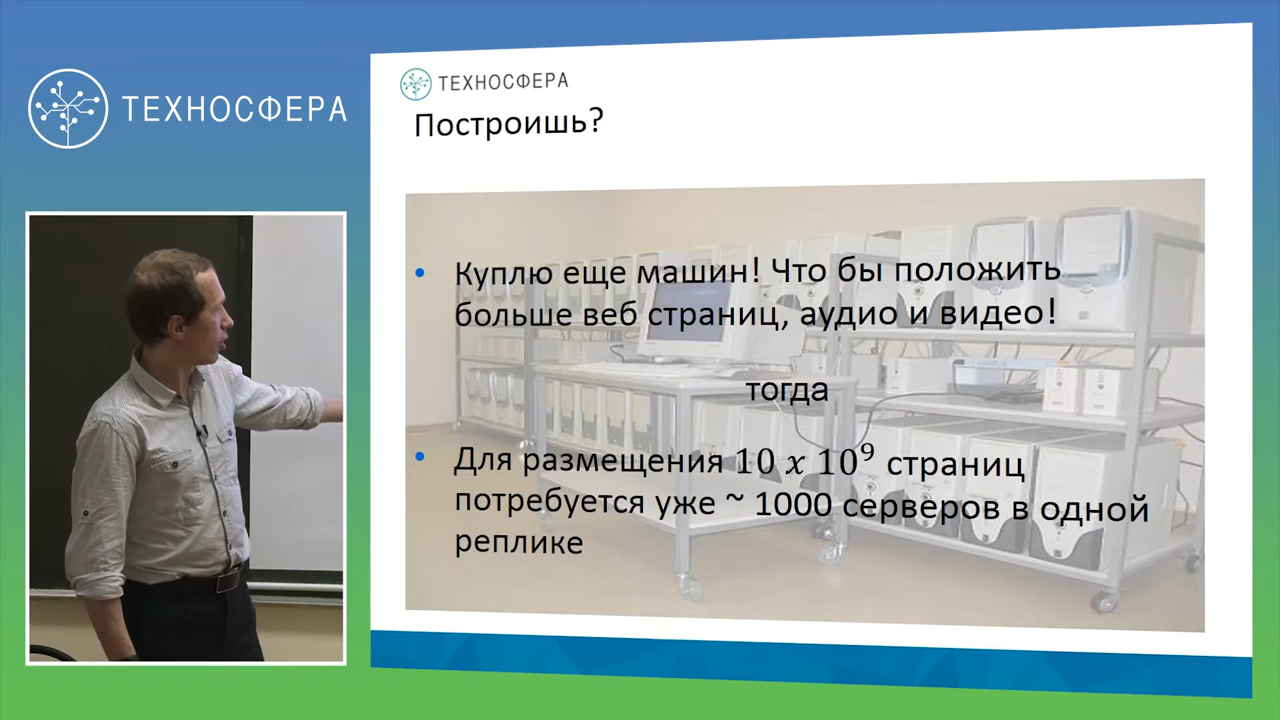 ТЕХНОСФЕРА
ТЕХНОСФЕРА
Построишь?
• Куплю еще машин! Что бы положить
больше веб страниц, аудио и видео!
тогда
• Для размещения 10 x 10⁹ страниц
потребуется уже ~ 1000 серверов в одной
реплике